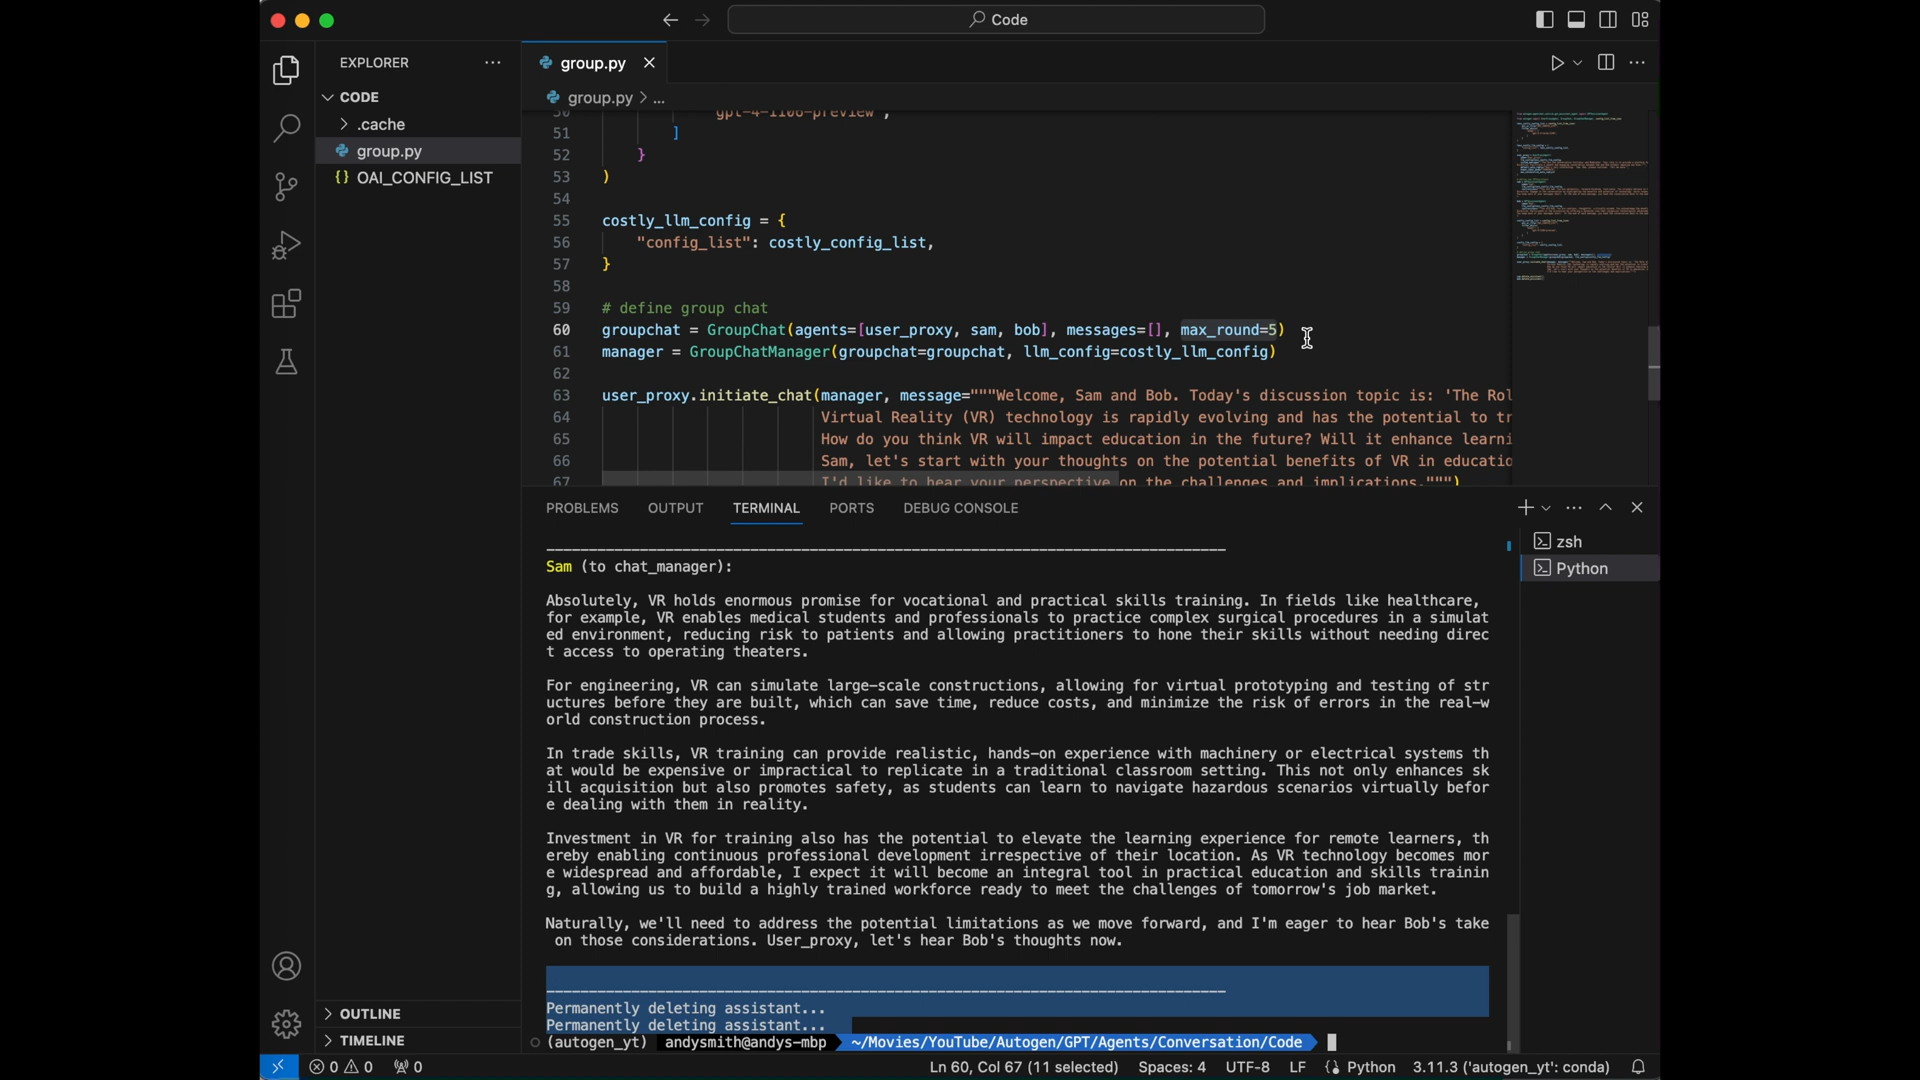 Code
EXPLORER
CODE
.cache
group.py
OAI_CONFIG_LIST
OUTLINE
TIMELINE
group.py
group.py > ...
"gpt-4-1106-preview",
51 ]
52 }
53 )
54
55 costly_llm_config = {
56 "config_list": costly_config_list,
57 }
58
59 # define group chat
60 groupchat = GroupChat(agents=[user_proxy, sam, bob], messages=[], max_round=5)
61 manager = GroupChatManager(groupchat=groupchat, llm_config=costly_llm_config)
62
63 user_proxy.initiate_chat(manager, message="""Welcome, Sam and Bob. Today's discussion topic is: 'The Rol
64 Virtual Reality (VR) technology is rapidly evolving and has the potential to tr
65 How do you think VR will impact education in the future? Will it enhance learni
66 Sam, let's start with your thoughts on the potential benefits of VR in educatio
67 I'd like to hear your perspective on the challenges and implications.""")
PROBLEMS OUTPUT TERMINAL PORTS DEBUG CONSOLE
zsh
Python
Sam (to chat_manager):
Absolutely, VR holds enormous promise for vocational and practical skills training. In fields like healthcare,
for example, VR enables medical students and professionals to practice complex surgical procedures in a simulat
ed environment, reducing risk to patients and allowing practitioners to hone their skills without needing direc
t access to operating theaters.
For engineering, VR can simulate large-scale constructions, allowing for virtual prototyping and testing of str
uctures before they are built, which can save time, reduce costs, and minimize the risk of errors in the real-w
orld construction process.
In trade skills, VR training can provide realistic, hands-on experience with machinery or electrical systems th
at would be expensive or impractical to replicate in a traditional classroom setting. This not only enhances sk
ill acquisition but also promotes safety, as students can learn to navigate hazardous scenarios virtually befor
e dealing with them in reality.
Investment in VR for training also has the potential to elevate the learning experience for remote learners, th
ereby enabling continuous professional development irrespective of their location. As VR technology becomes mor
e widespread and affordable, I expect it will become an integral tool in practical education and skills trainin
g, allowing us to build a highly trained workforce ready to meet the challenges of tomorrow's job market.
Naturally, we'll need to address the potential limitations as we move forward, and I'm eager to hear Bob's take
on those considerations. User_proxy, let's hear Bob's thoughts now.
Permanently deleting assistant...
Permanently deleting assistant...
(autogen_yt) andysmith@andys-mbp ~/Movies/YouTube/Autogen/GPT/Agents/Conversation/Code
0 0 0 Ln 60, Col 67 (11 selected) Spaces: 4 UTF-8 LF Python 3.11.3 ('autogen_yt': conda)